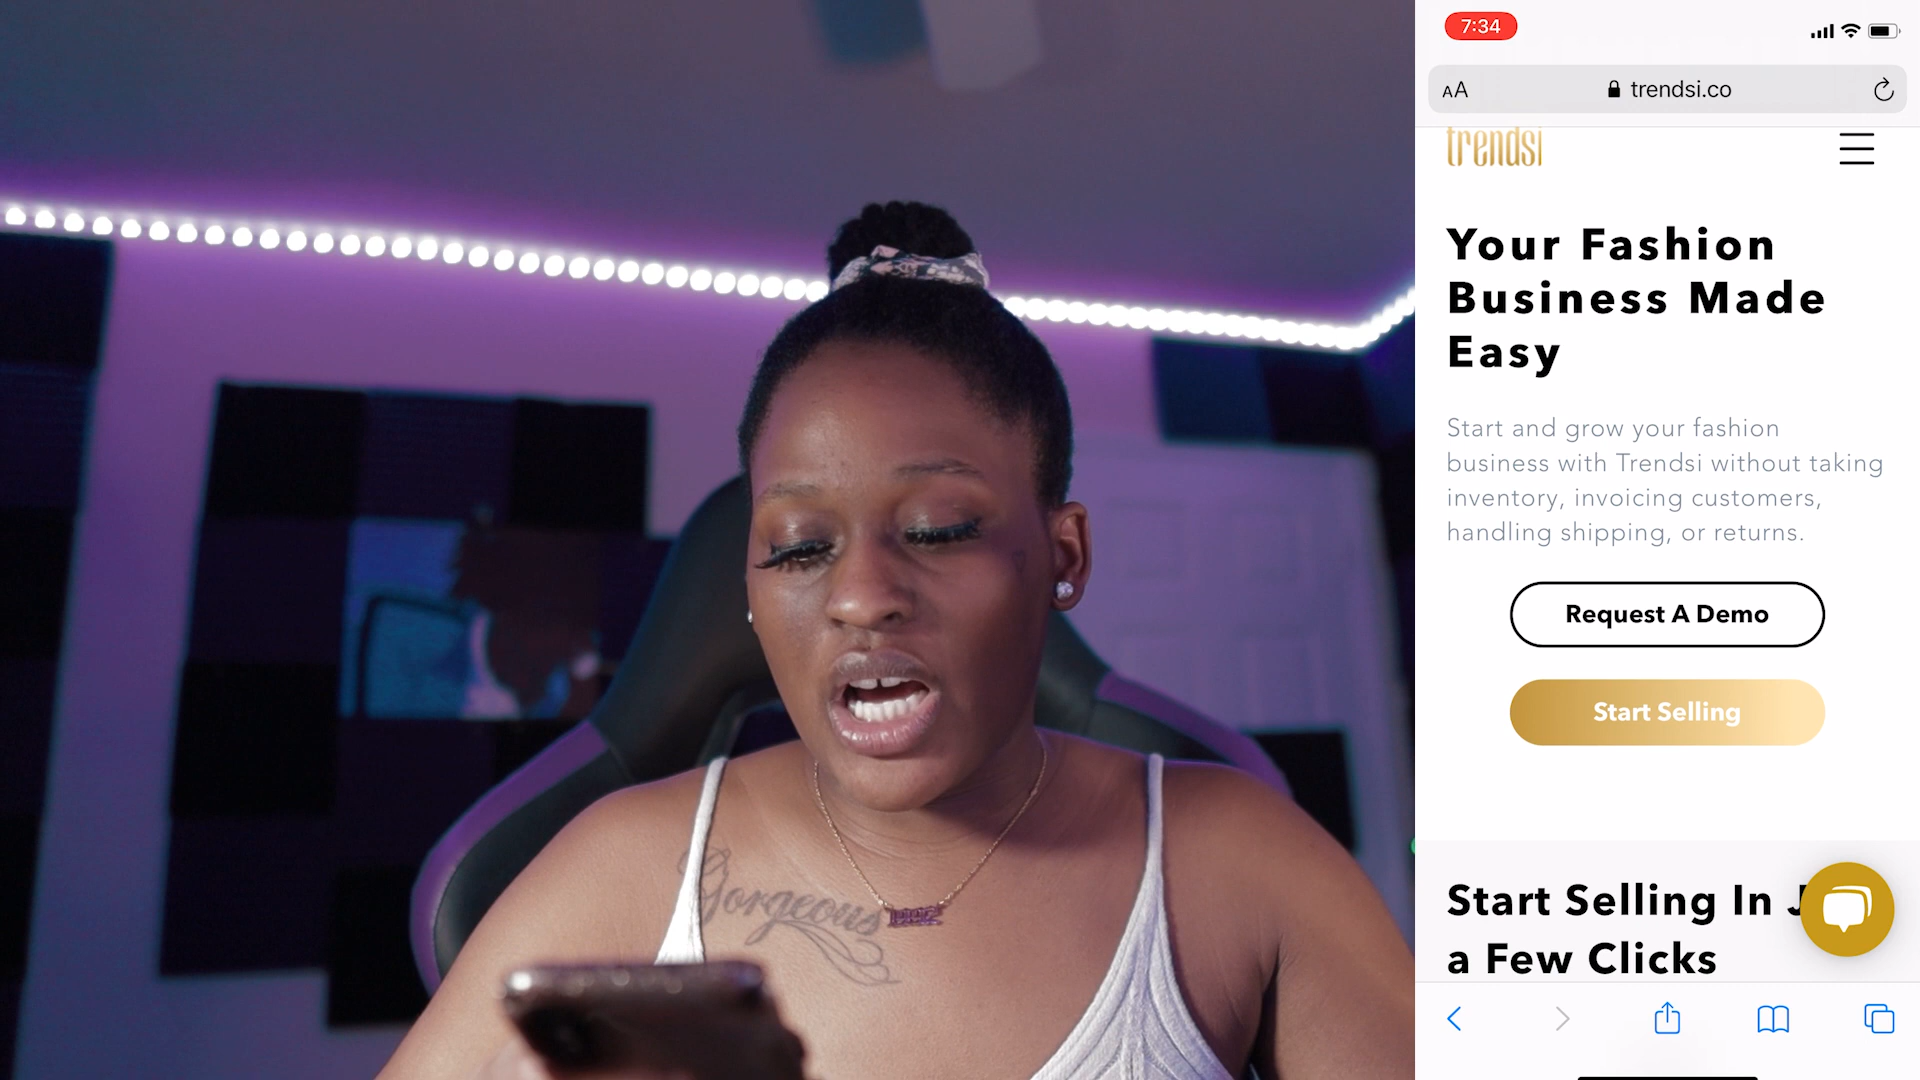 7:34
AA trendsi.co
trendsi
Your Fashion
Business Made
Easy
Start and grow your fashion
business with Trendsi without taking
inventory, invoicing customers,
handling shipping, or returns.
Request A Demo
Start Selling
Start Selling In
a Few Clicks
Gorgeous
1992